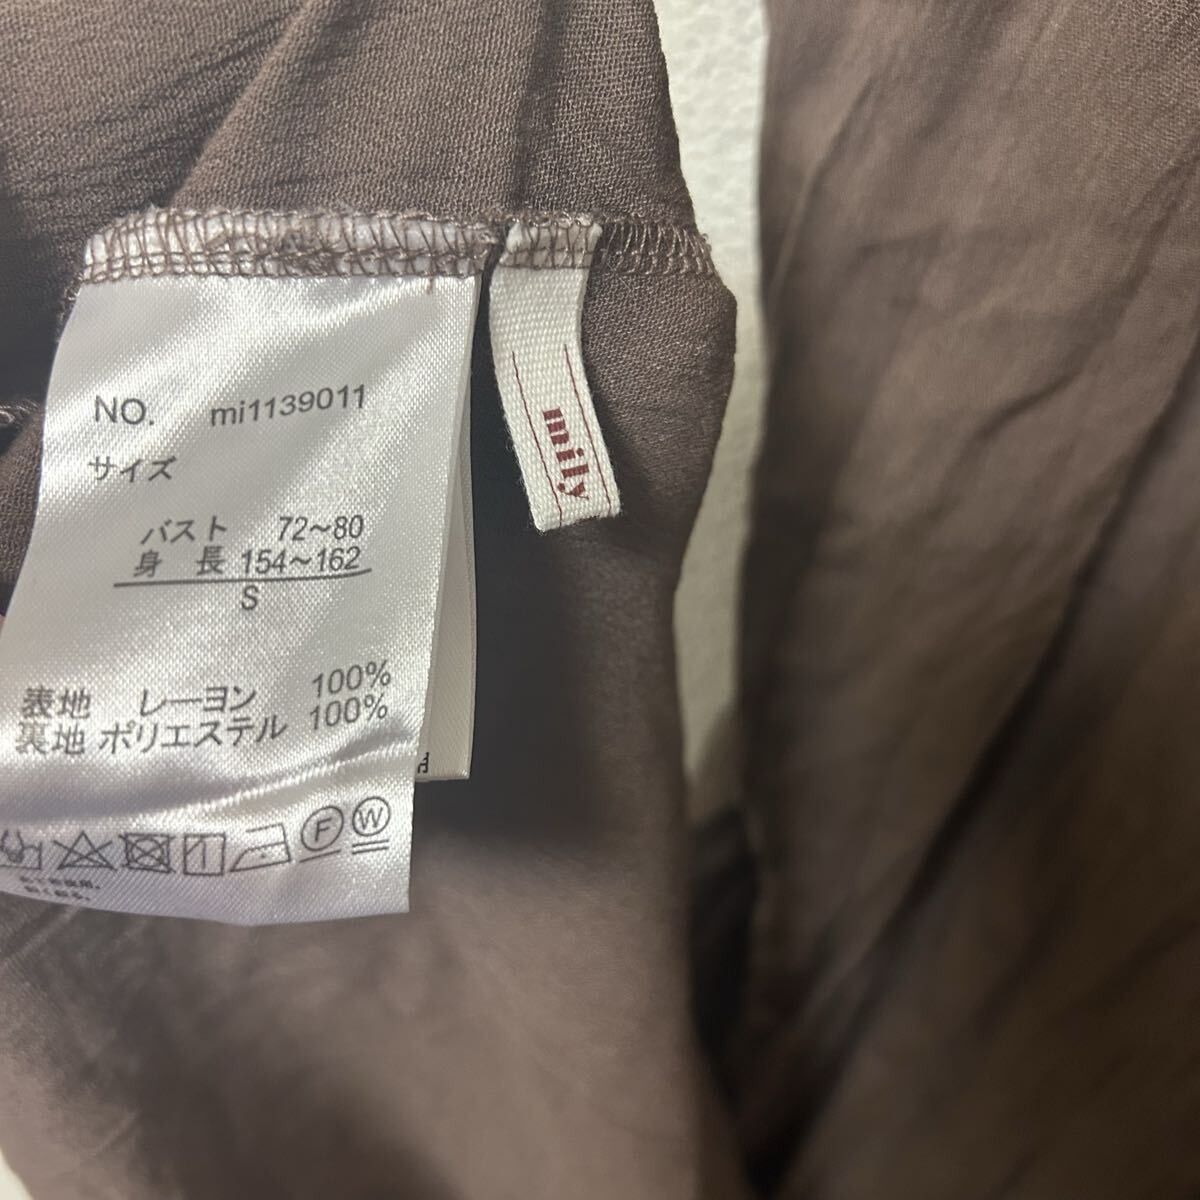 NO. mi1139011
サイズ
バスト 72~80
身長 154~162
S
表地 レーヨン 100%
裏地 ポリエステル 100%
F
W
mily